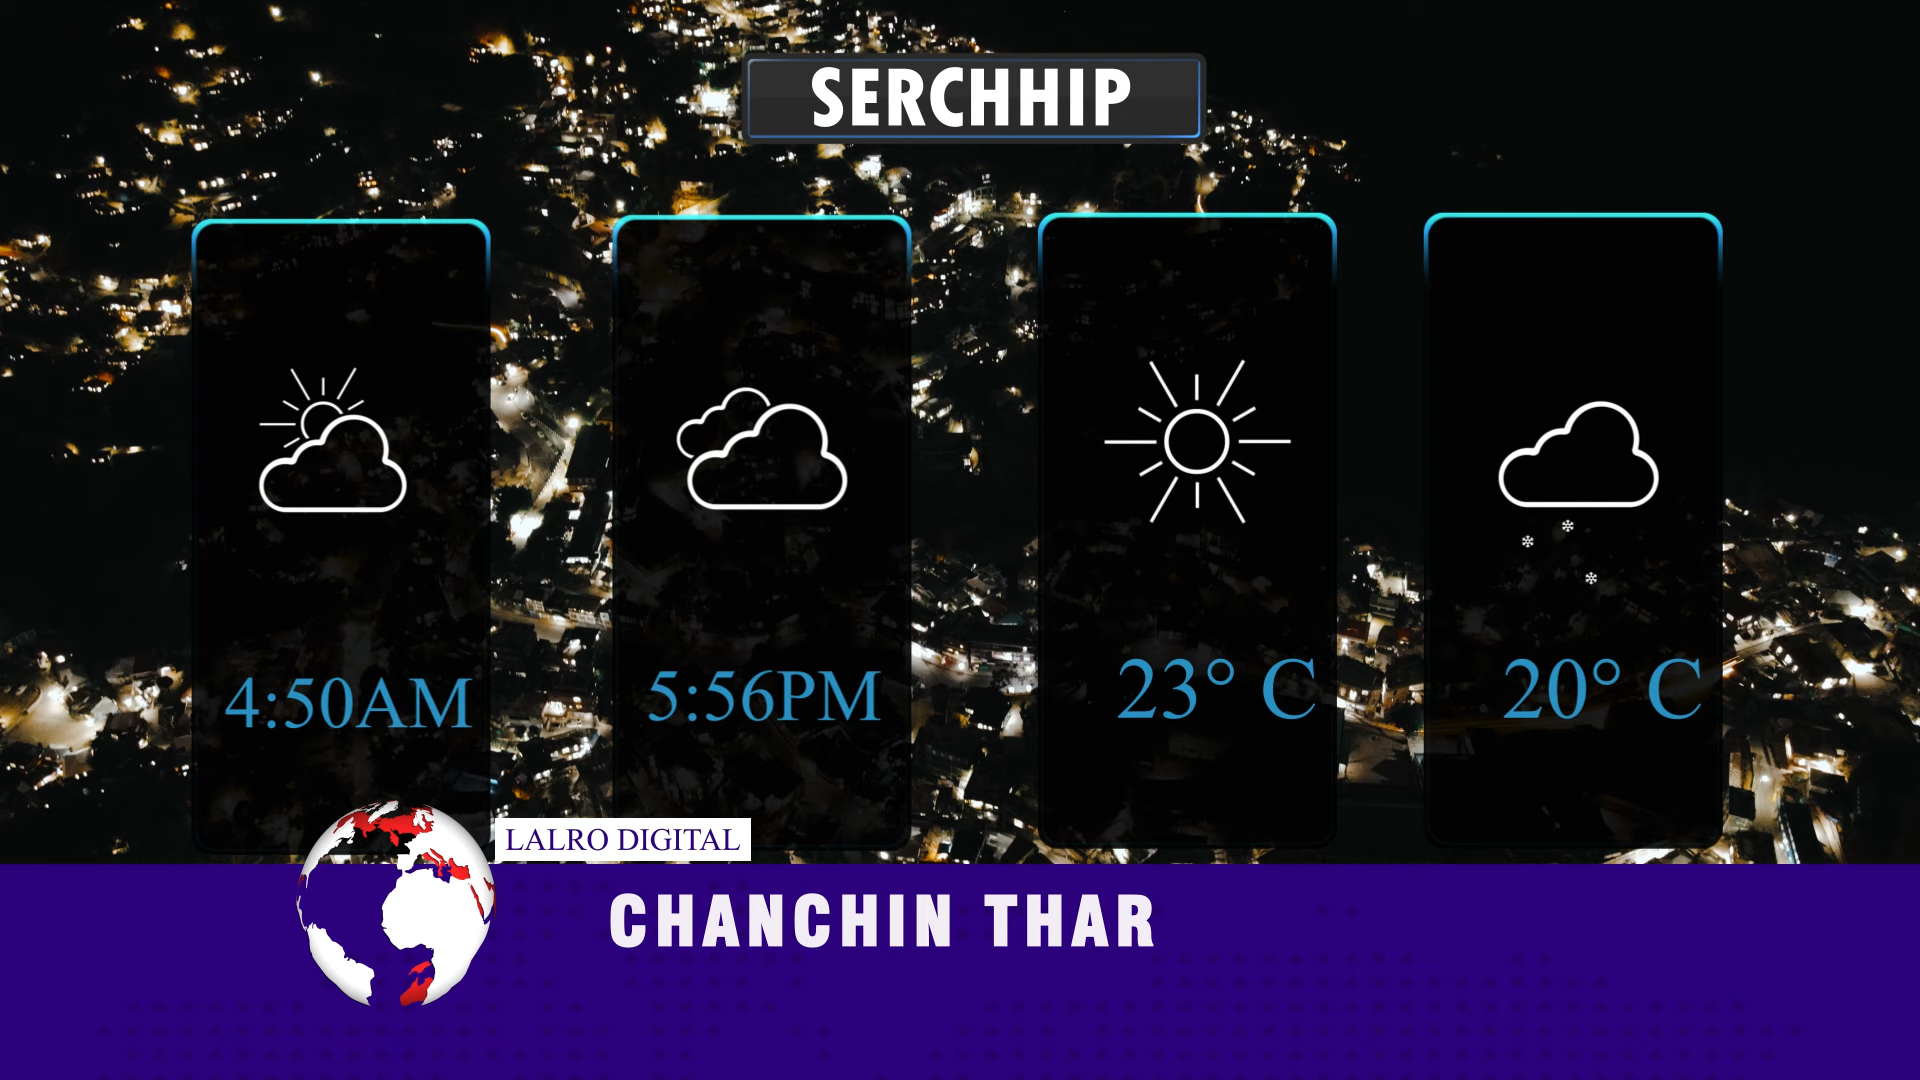 SERCHHIP
4:50AM
5:56PM
23° C
20° C
LALRO DIGITAL
CHANCHIN THAR